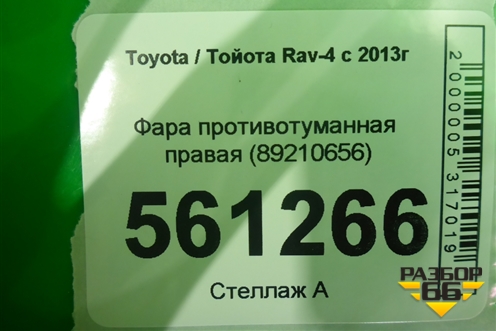 Toyota / Тойота Rav-4 с 2013г
Фара противотуманная
правая (89210656)
561266
Стеллаж А
2000005317019
РАЗБОР
66